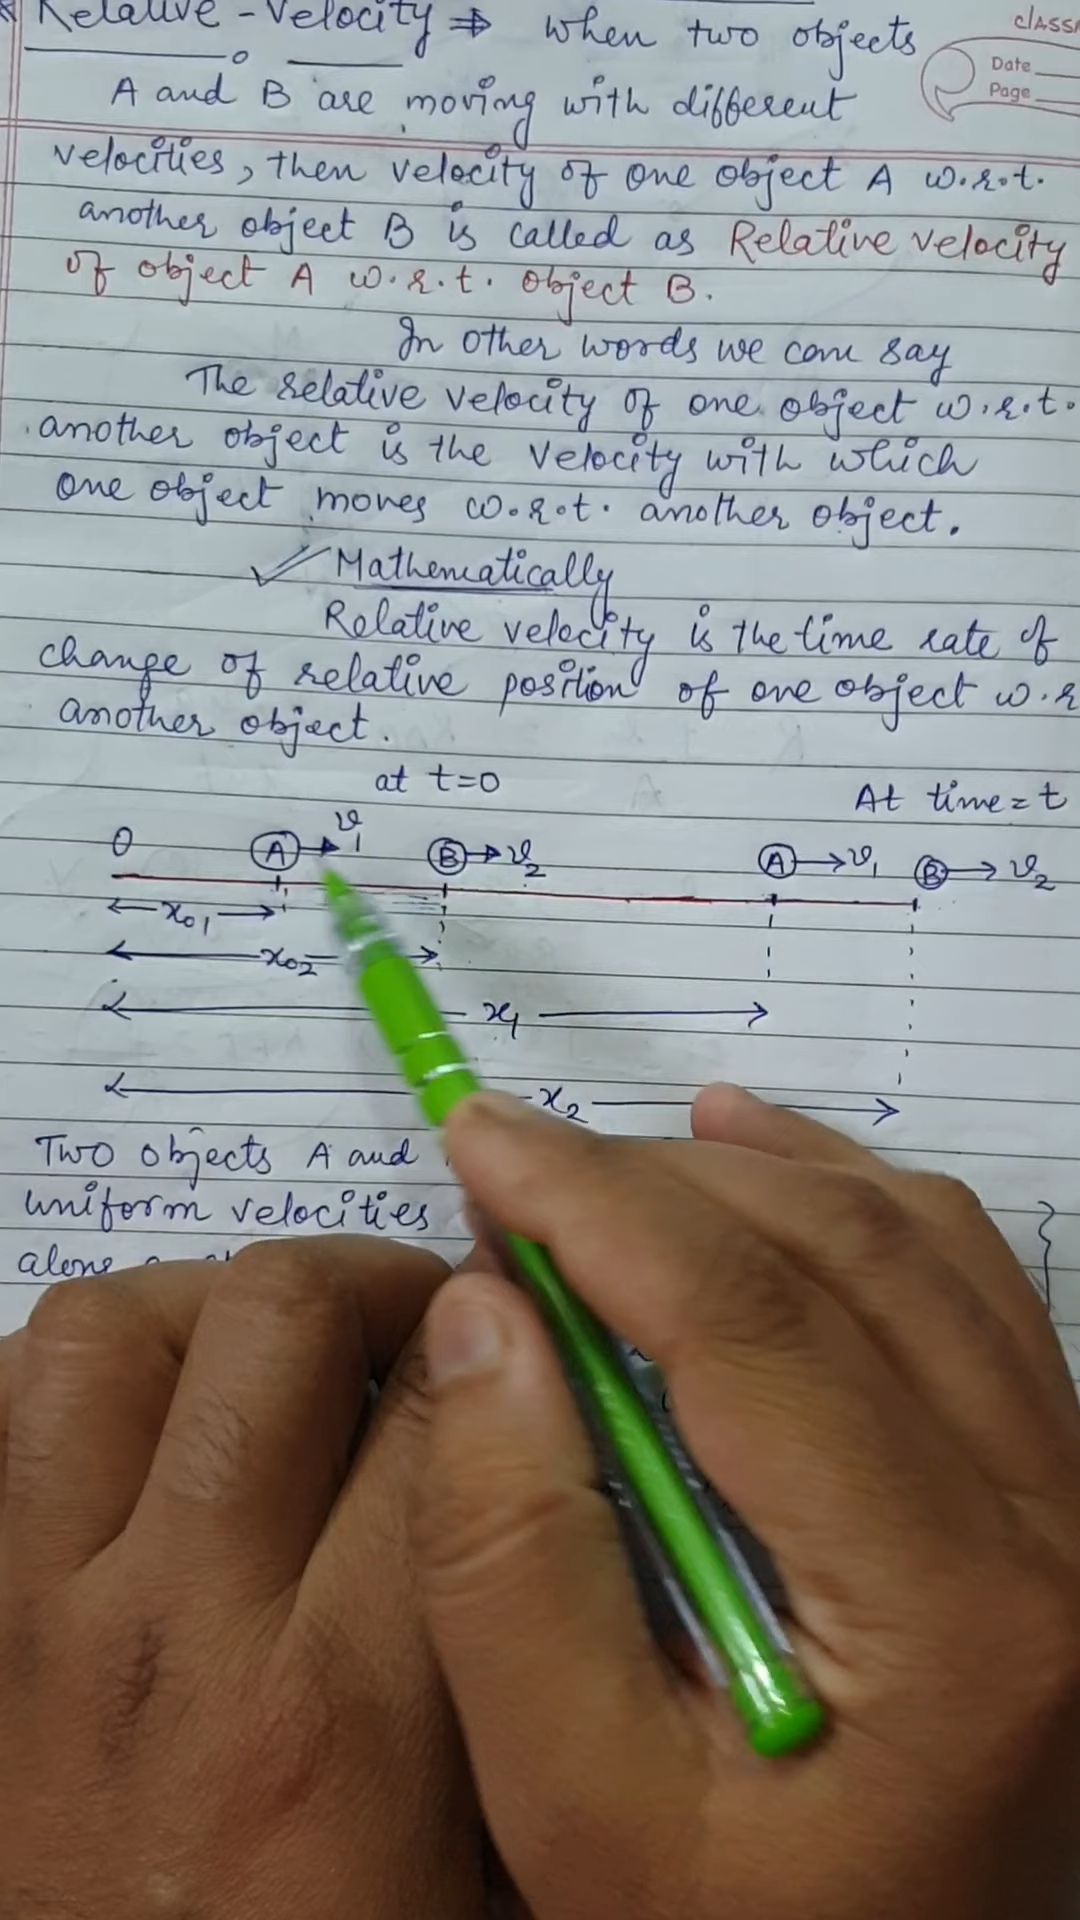 Relative-Velocity ⇒ when two objects
classm
Date
Page
A and B are moving with different
velocities, then velocity of one object A w.r.t.
another object B is called as Relative velocity
of object A w.r.t. object B.
In other words we can say
The relative velocity of one object w.r.t.
another object is the velocity with which
one object moves w.r.t. another object.
Mathematically
Relative velocity is the time rate of
change of relative position of one object w.r
another object.
at t=0
At time = t
O A → v₁ B → v₂ A → v₁ B → v₂
x₀₁
x₀₂
x₁
x₂
Two objects A and
uniform velocities
along a